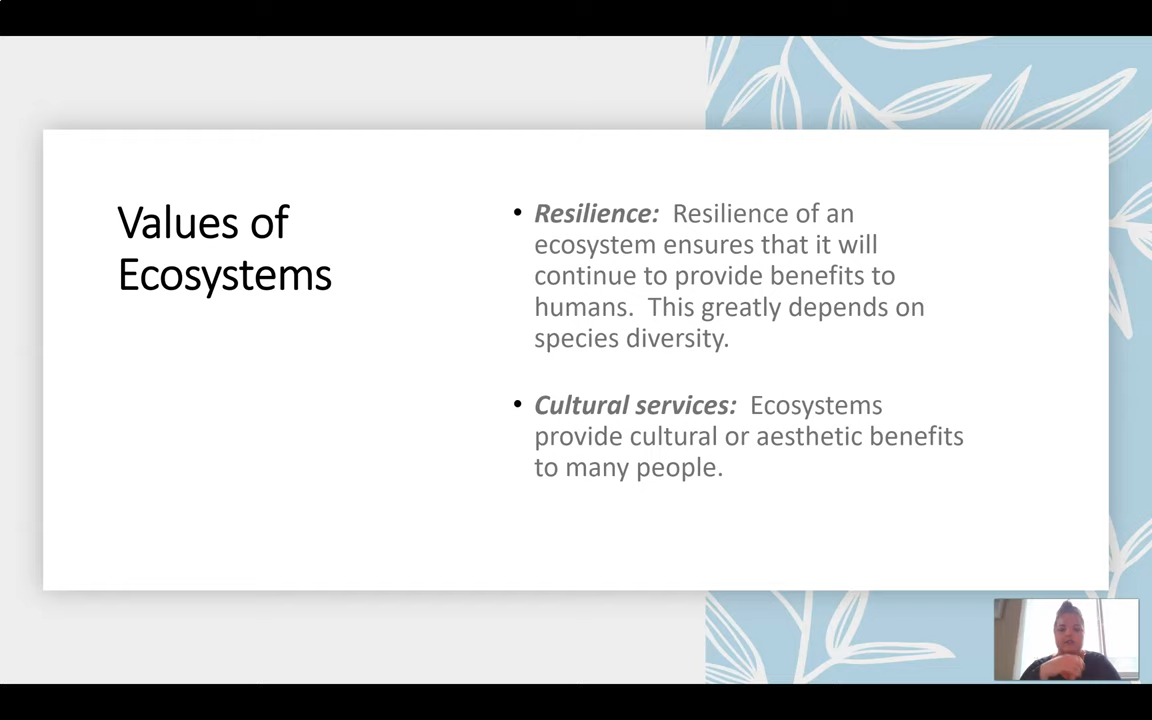 Values of
Ecosystems
• Resilience:  Resilience of an
ecosystem ensures that it will
continue to provide benefits to
humans.  This greatly depends on
species diversity.
• Cultural services:  Ecosystems
provide cultural or aesthetic benefits
to many people.